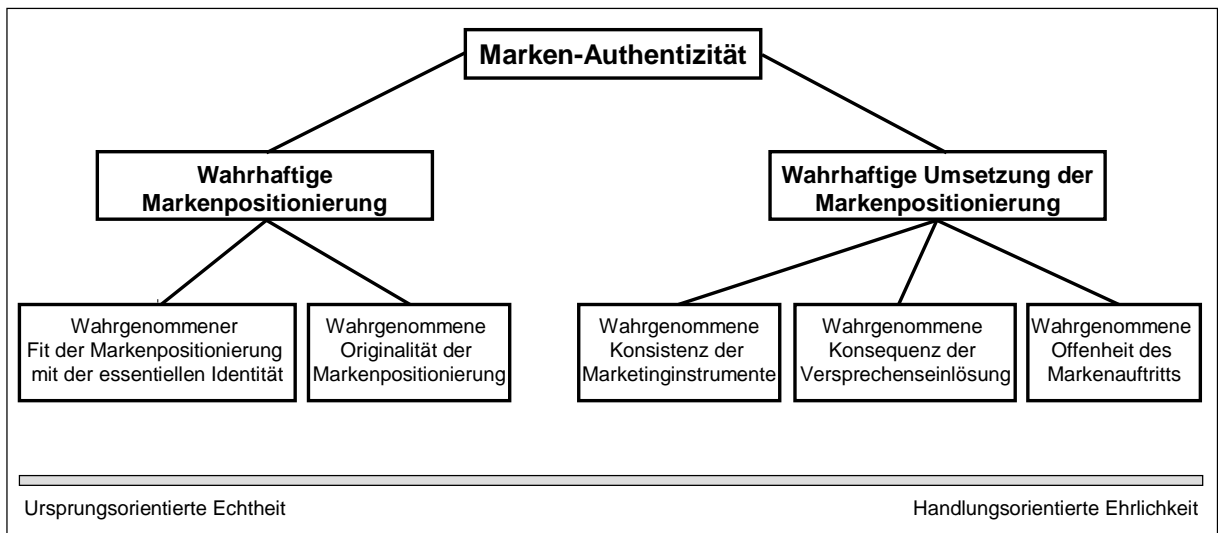 Marken-Authentizität
Wahrhaftige
Markenpositionierung
Wahrhaftige Umsetzung der
Markenpositionierung
Wahrgenommener
Fit der Markenpositionierung
mit der essentiellen Identität
Wahrgenommene
Originalität der
Markenpositionierung
Wahrgenommene
Konsistenz der
Marketinginstrumente
Wahrgenommene
Konsequenz der
Versprechenseinlösung
Wahrgenommene
Offenheit des
Markenauftritts
Ursprungsorientierte Echtheit
Handlungsorientierte Ehrlichkeit